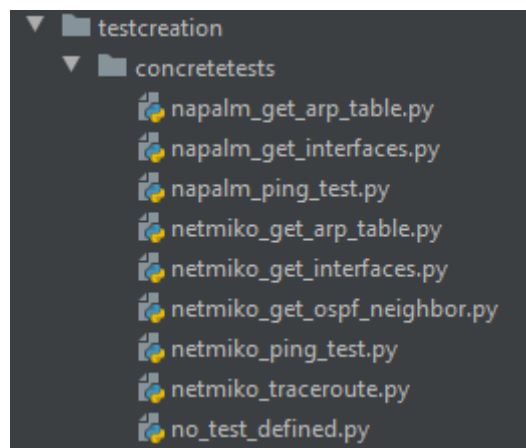 testcreation
concretetests
napalm_get_arp_table.py
napalm_get_interfaces.py
napalm_ping_test.py
netmiko_get_arp_table.py
netmiko_get_interfaces.py
netmiko_get_ospf_neighbor.py
netmiko_ping_test.py
netmiko_traceroute.py
no_test_defined.py